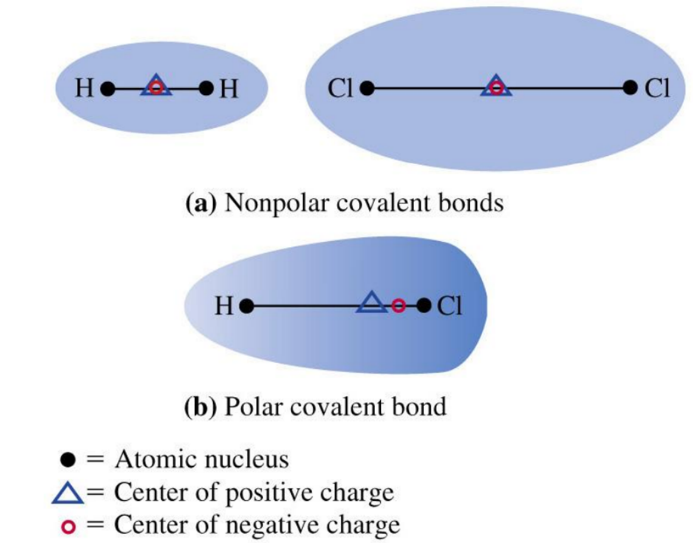 H H Cl Cl
(a) Nonpolar covalent bonds
H Cl
(b) Polar covalent bond
= Atomic nucleus
= Center of positive charge
= Center of negative charge